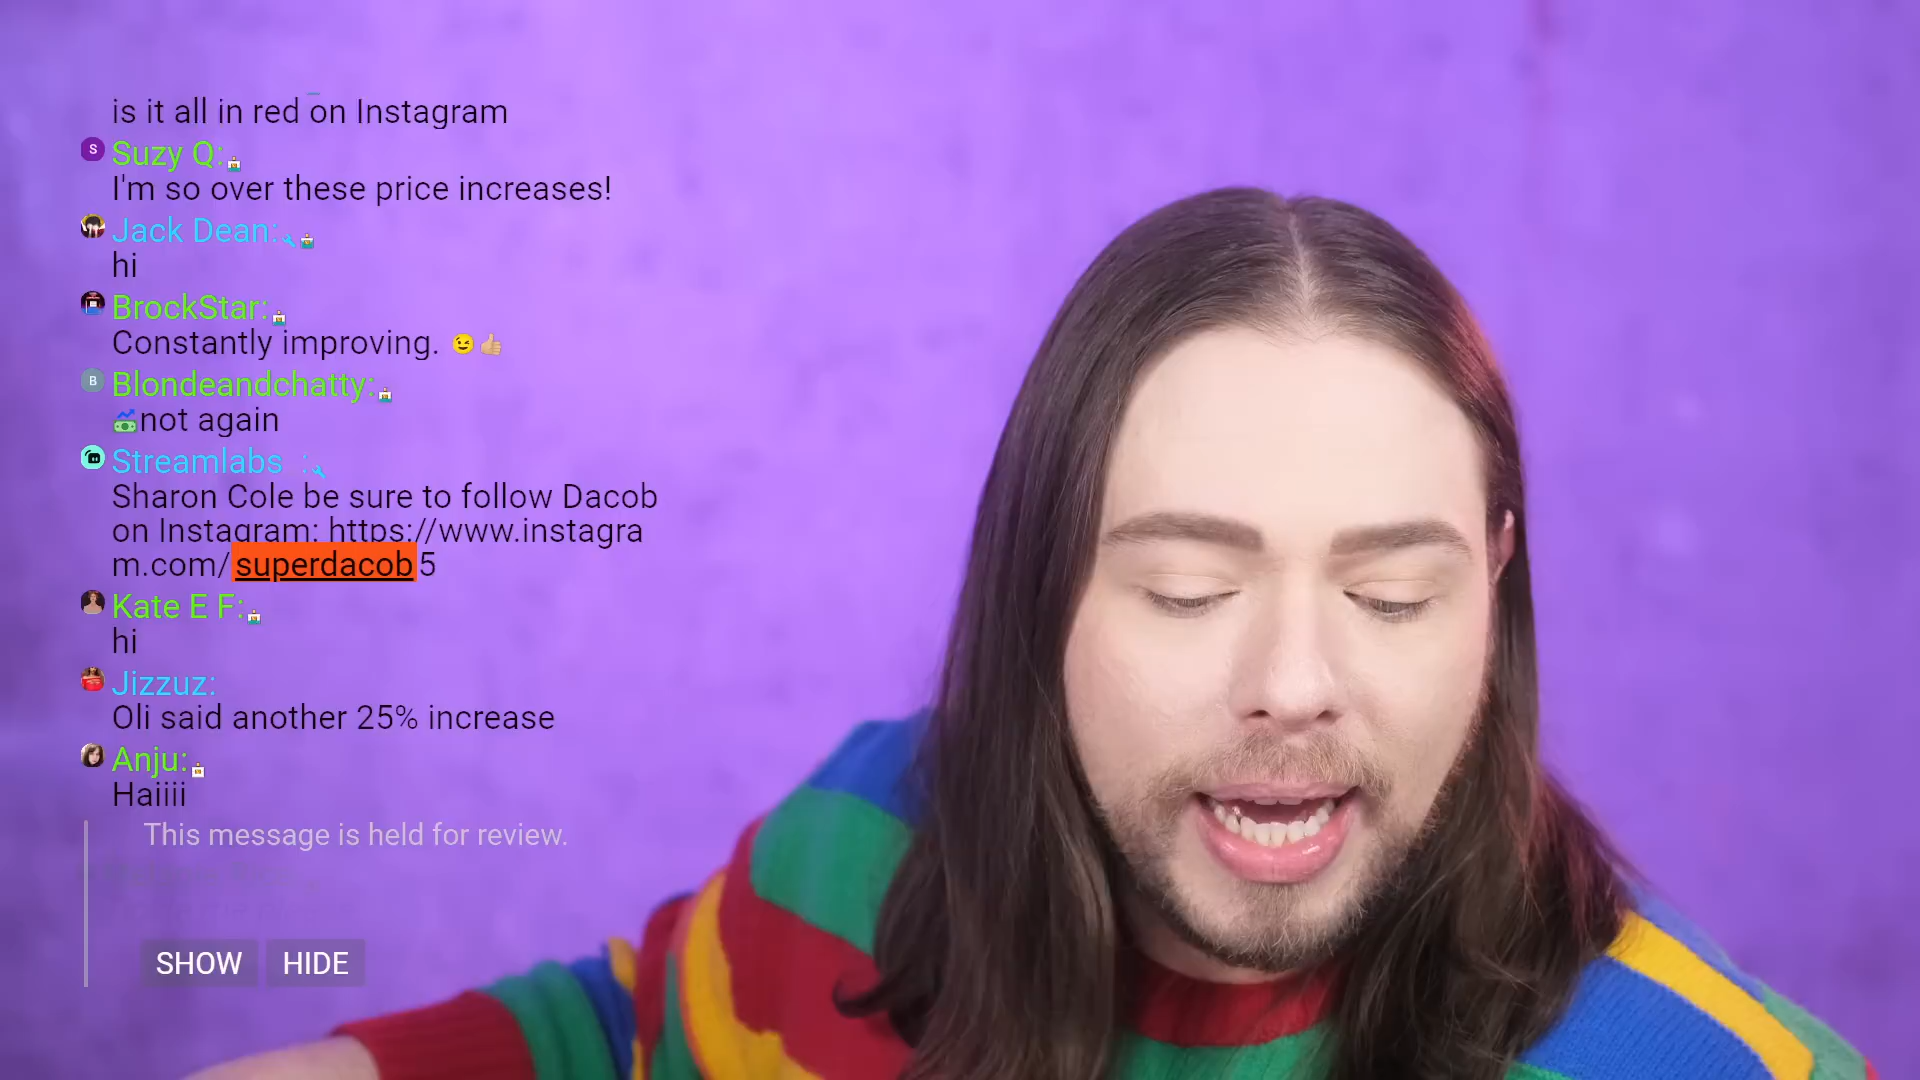 is it all in red on Instagram
S Suzy Q:
I'm so over these price increases!
Jack Dean:
hi
BrockStar:
Constantly improving. 😉👍🏼
B Blondeandchatty:
💹not again
Streamlabs :
Sharon Cole be sure to follow Dacob
on Instagram: https://www.instagra
m.com/superdacob5
Kate E F:
hi
Jizzuz:
Oli said another 25% increase
Anju:
Haiiii
This message is held for review.
SHOW HIDE